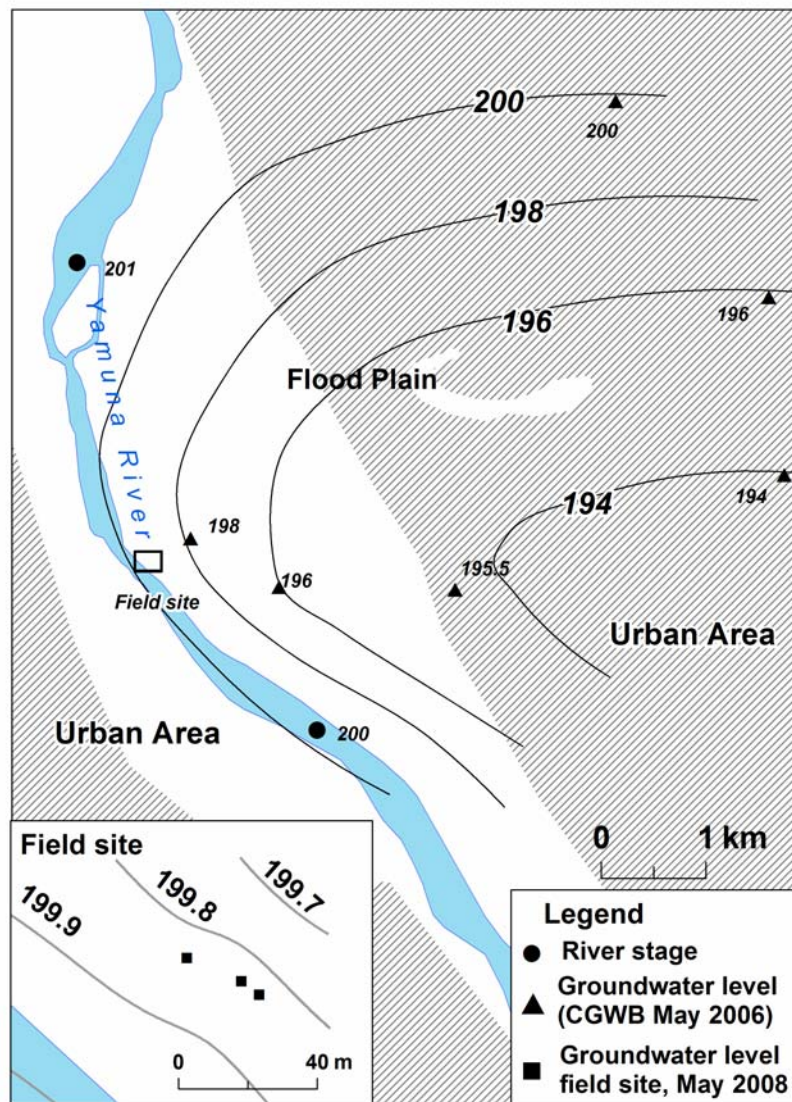 200
200
198
201
196
196
Yamuna River
Flood Plain
194
194
198
195.5
196
Field site
Urban Area
Urban Area
200
0 1 km
Field site
199.7
199.8
199.9
0 40 m
Legend
River stage
Groundwater level
(CGWB May 2006)
Groundwater level
field site, May 2008